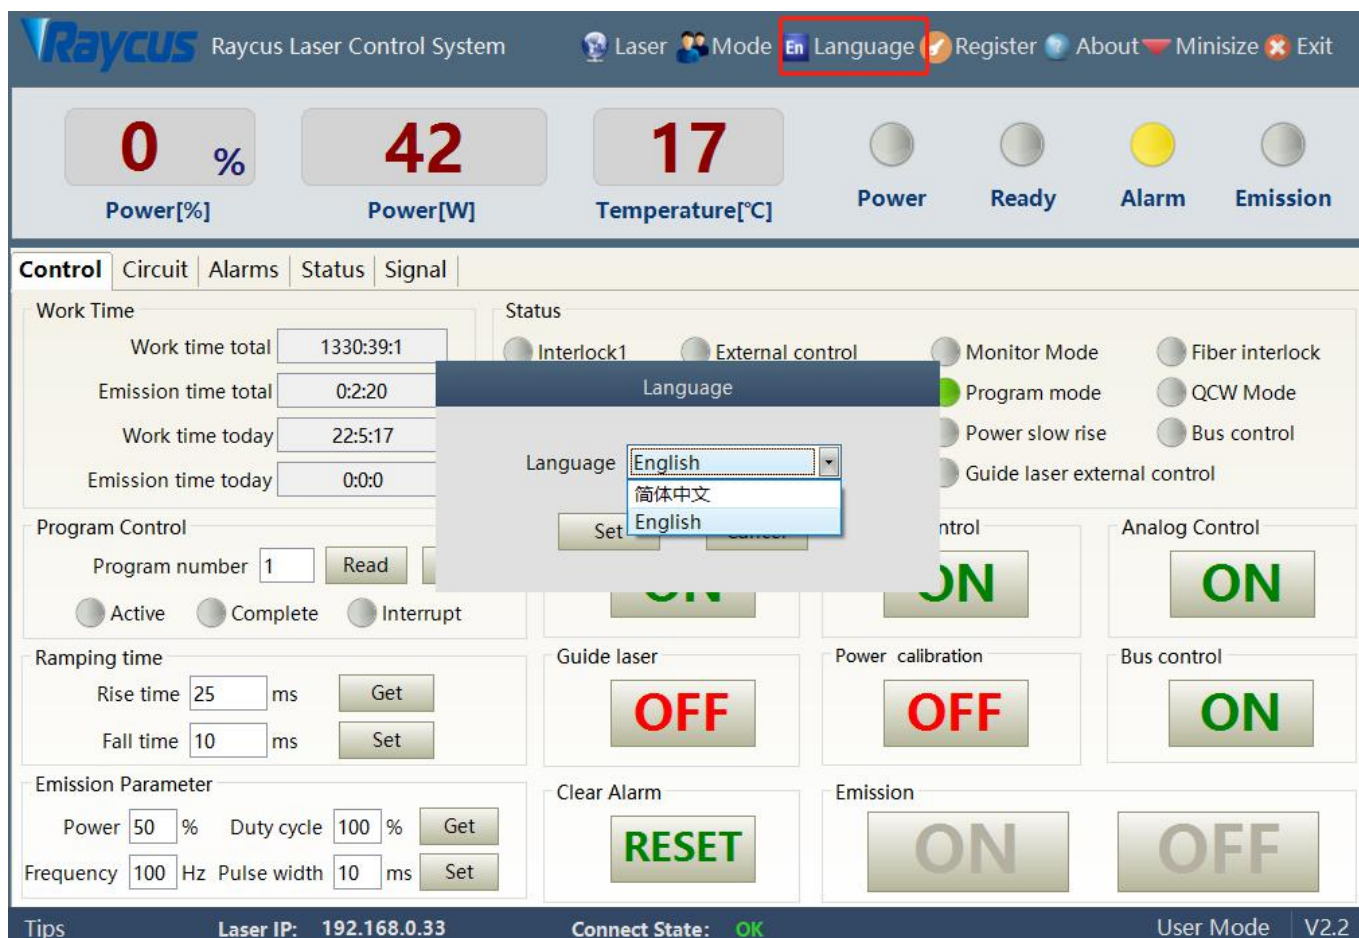 Raycus Raycus Laser Control System Laser Mode En Language Register About Minisize Exit
0 % 42 17
Power[%] Power[W] Temperature[℃] Power Ready Alarm Emission
Control Circuit Alarms Status Signal
Work Time
Work time total 1330:39:1
Emission time total 0:2:20
Work time today 22:5:17
Emission time today 0:0:0
Status
Interlock1 External control Monitor Mode Fiber interlock
Program mode QCW Mode
Power slow rise Bus control
Guide laser external control
Language
Language English
简体中文
English
Set
Program Control
Program number 1 Read
Active Complete Interrupt
ON
Analog Control
ON
Ramping time
Rise time 25 ms Get
Fall time 10 ms Set
Guide laser
OFF
Power calibration
OFF
Bus control
ON
Emission Parameter
Power 50 % Duty cycle 100 % Get
Frequency 100 Hz Pulse width 10 ms Set
Clear Alarm
RESET
Emission
ON OFF
Tips Laser IP: 192.168.0.33 Connect State: OK User Mode V2.2